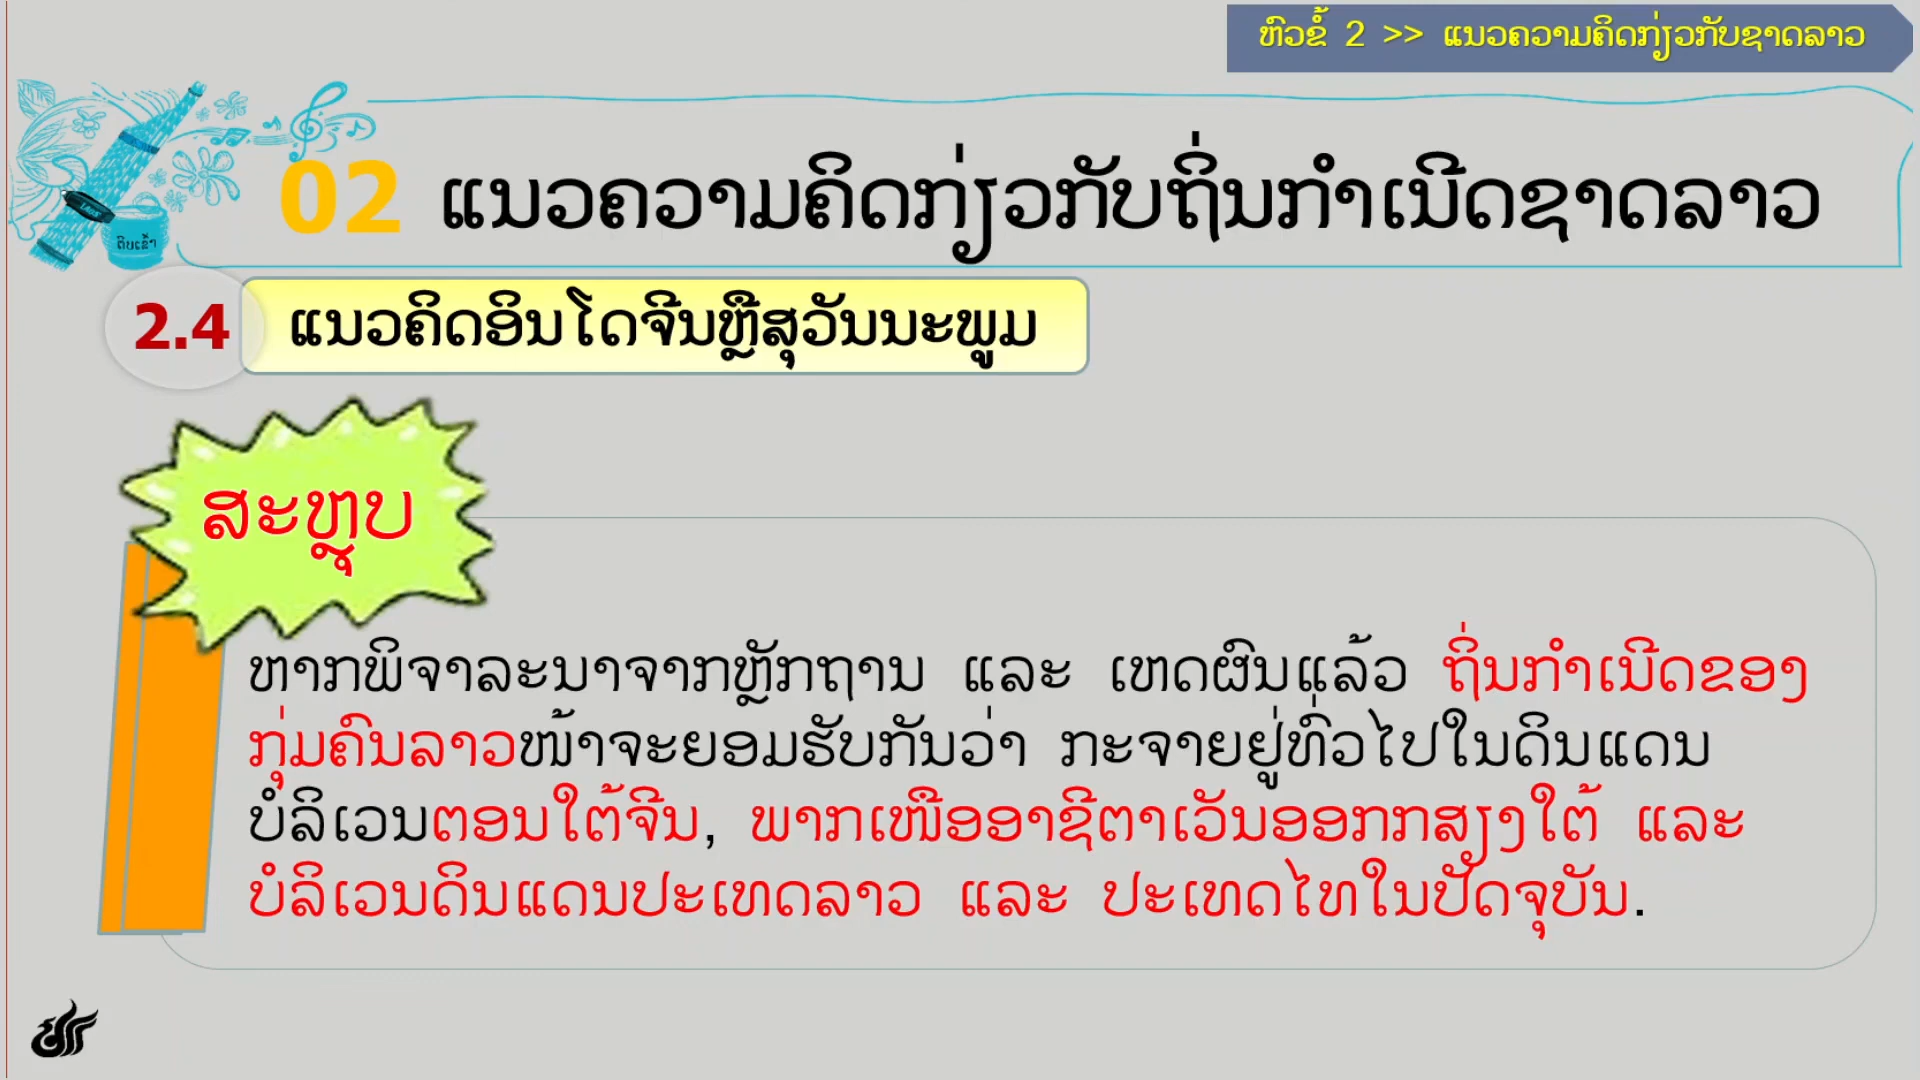 ຫົວຂໍ້ 2 >> ແນວຄວາມຄິດກ່ຽວກັບຊາດລາວ
02 ແນວຄວາມຄິດກ່ຽວກັບຖິ່ນກຳເນີດຊາດລາວ
LAOS
ຕິບເຂົ້າ
2.4 ແນວຄິດອິນໂດຈີນຫຼືສຸວັນນະພູມ
ສະຫຼຸບ
ຫາກພິຈາລະນາຈາກຫຼັກຖານ ແລະ ເຫດຜົນແລ້ວ ຖິ່ນກຳເນີດຂອງ
ກຸ່ມຄົນລາວໜ້າຈະຍອມຮັບກັນວ່າ ກະຈາຍຢູ່ທົ່ວໄປໃນດິນແດນ
ບໍລິເວນຕອນໃຕ້ຈີນ, ພາກເໜືອອາຊີຕາເວັນອອກກສຽງໃຕ້ ແລະ
ບໍລິເວນດິນແດນປະເທດລາວ ແລະ ປະເທດໄທໃນປັດຈຸບັນ.